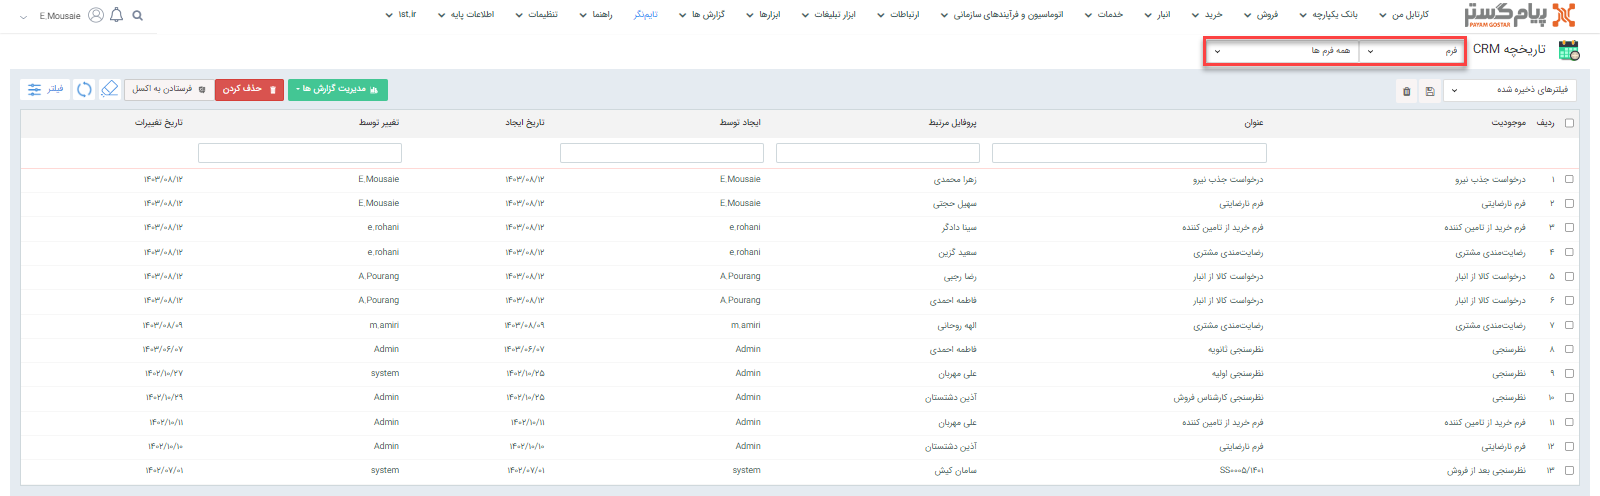 پیام‌گستر PAYAM GOSTAR کارتابل من بانک یکپارچه فروش خرید انبار خدمات اتوماسیون و فرآیندهای سازمانی ارتباطات ابزار تبلیغات ابزارها گزارش ها تایم‌نگر راهنما تنظیمات اطلاعات پایه 1st.ir E.Mousaie
تاریخچه CRM فرم همه فرم ها
فیلترهای ذخیره شده مدیریت گزارش ها حذف کردن فرستادن به اکسل فیلتر
ردیف موجودیت عنوان پروفایل مرتبط ایجاد توسط تاریخ ایجاد تغییر توسط تاریخ تغییرات
۱ درخواست جذب نیرو درخواست جذب نیرو زهرا محمدی E.Mousaie ۱۴۰۳/۰۸/۱۲ E.Mousaie ۱۴۰۳/۰۸/۱۲
۲ فرم نارضایتی فرم نارضایتی سهیل حجتی E.Mousaie ۱۴۰۳/۰۸/۱۲ E.Mousaie ۱۴۰۳/۰۸/۱۲
۳ فرم خرید از تامین کننده فرم خرید از تامین کننده سینا دادگر e.rohani ۱۴۰۳/۰۸/۱۲ e.rohani ۱۴۰۳/۰۸/۱۲
۴ رضایت‌مندی مشتری رضایت‌مندی مشتری سعید گزین e.rohani ۱۴۰۳/۰۸/۱۲ e.rohani ۱۴۰۳/۰۸/۱۲
۵ درخواست کالا از انبار درخواست کالا از انبار رضا رجبی A.Pourang ۱۴۰۳/۰۸/۱۲ A.Pourang ۱۴۰۳/۰۸/۱۲
۶ درخواست کالا از انبار درخواست کالا از انبار فاطمه احمدی A.Pourang ۱۴۰۳/۰۸/۱۲ A.Pourang ۱۴۰۳/۰۸/۱۲
۷ رضایت‌مندی مشتری رضایت‌مندی مشتری الهه روحانی m.amiri ۱۴۰۳/۰۸/۰۹ m.amiri ۱۴۰۳/۰۸/۰۹
۸ نظرسنجی نظرسنجی ثانویه فاطمه احمدی Admin ۱۴۰۳/۰۶/۰۷ Admin ۱۴۰۳/۰۶/۰۷
۹ نظرسنجی نظرسنجی اولیه علی مهربان Admin ۱۴۰۲/۱۰/۲۵ system ۱۴۰۲/۱۰/۲۷
۱۰ نظرسنجی نظرسنجی کارشناس فروش آذین دشتستان Admin ۱۴۰۲/۱۰/۲۵ Admin ۱۴۰۲/۱۰/۲۹
۱۱ فرم خرید از تامین کننده فرم خرید از تامین کننده علی مهربان Admin ۱۴۰۲/۱۰/۱۱ Admin ۱۴۰۲/۱۰/۱۱
۱۲ فرم نارضایتی فرم نارضایتی آذین دشتستان Admin ۱۴۰۲/۱۰/۱۰ Admin ۱۴۰۲/۱۰/۱۰
۱۳ نظرسنجی بعد از فروش SS۰۰۰۵/۱۴۰۱ سامان کیش system ۱۴۰۲/۰۷/۰۱ system ۱۴۰۲/۰۷/۰۱